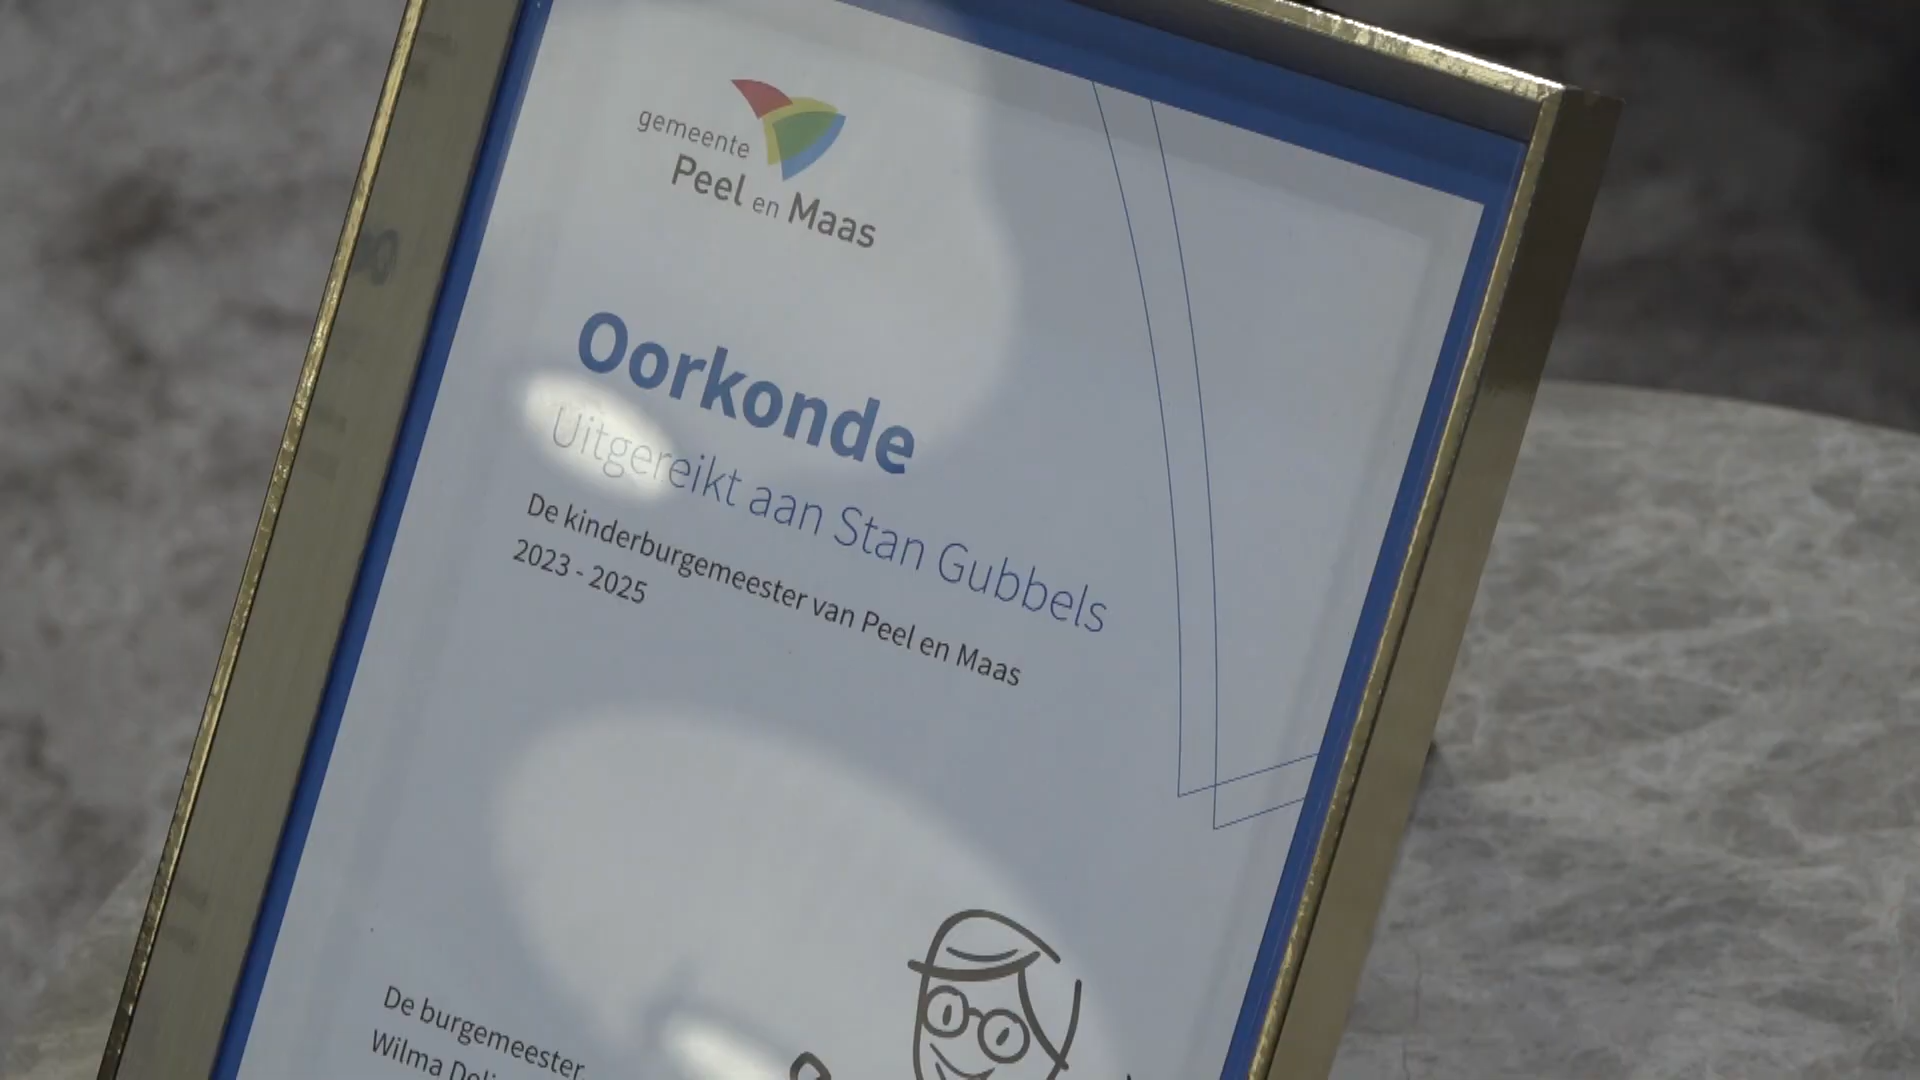 gemeente
Peel en Maas
Oorkonde
Uitgereikt aan Stan Gubbels
De kinderburgemeester van Peel en Maas
2023 - 2025
De burgemeester,
Wilma